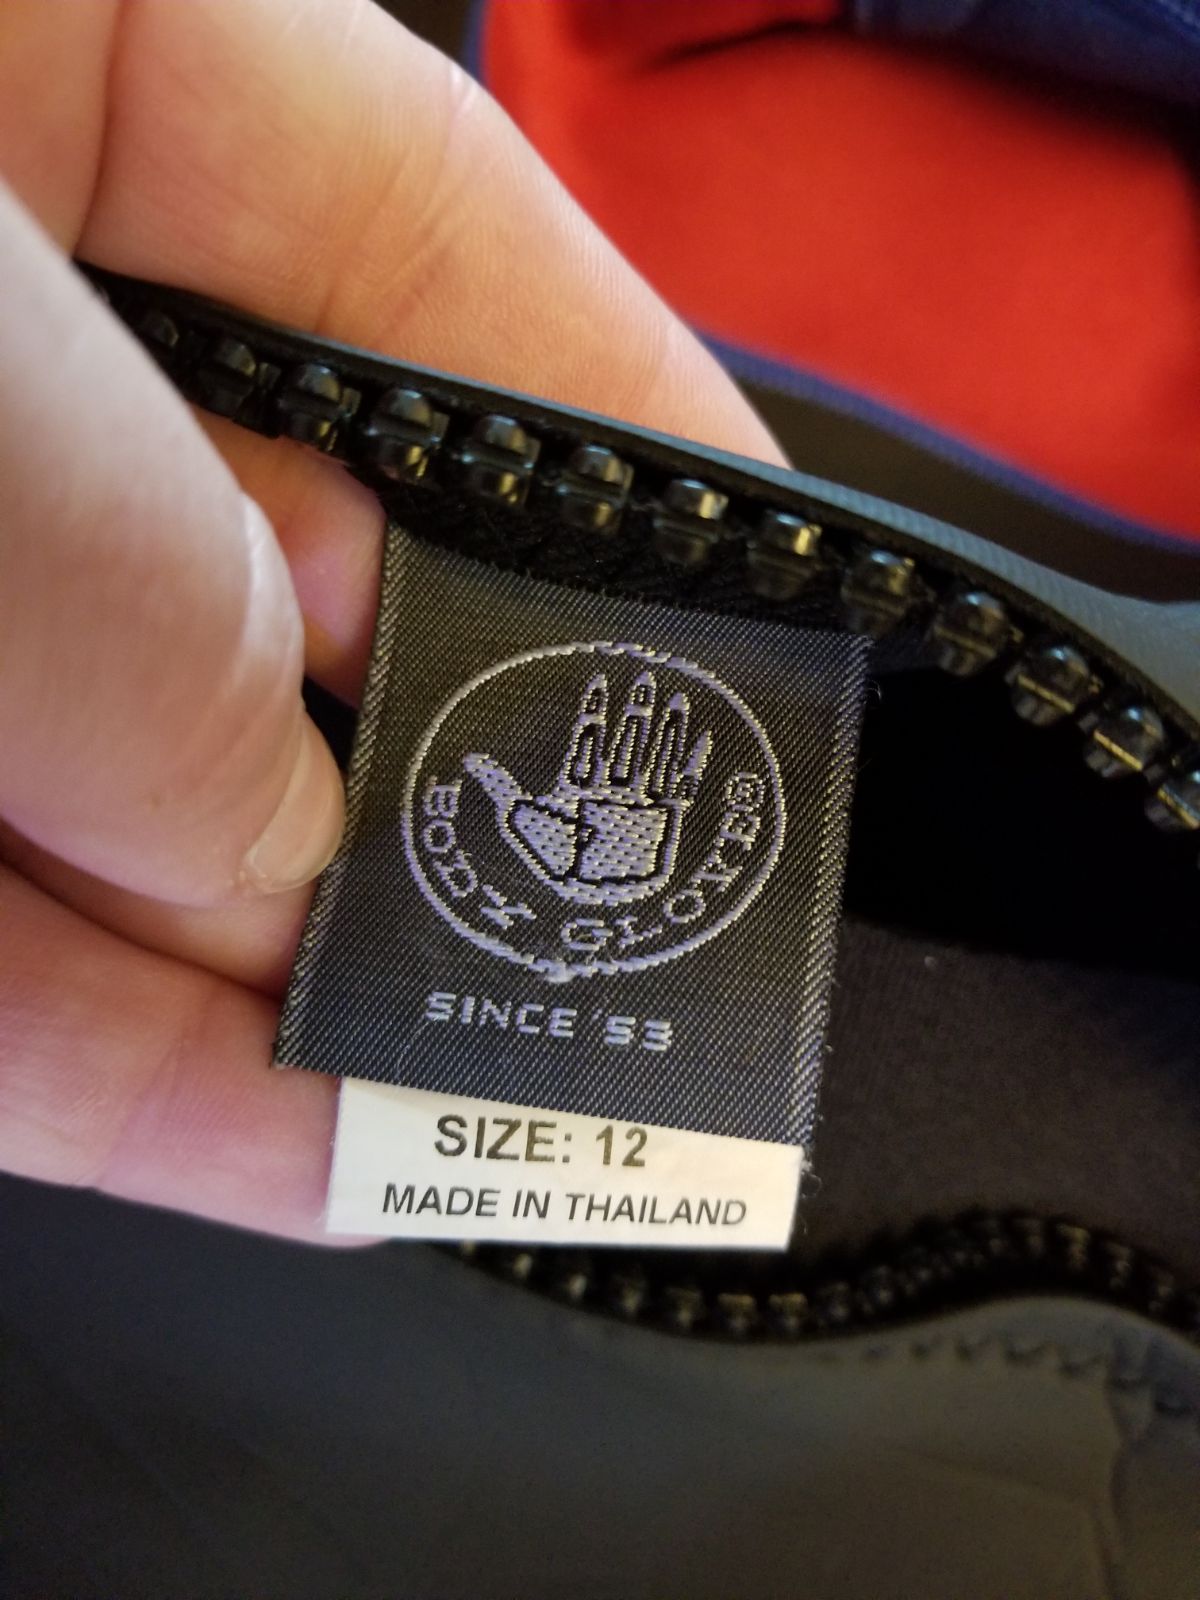 BODY GLOVE®
SINCE '53
SIZE: 12
MADE IN THAILAND